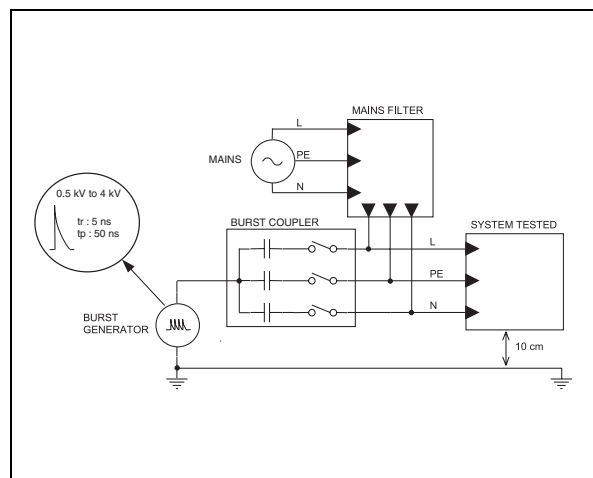 MAINS FILTER
L
MAINS
PE
N
0.5 kV to 4 kV
tr : 5 ns
tp : 50 ns
BURST COUPLER
SYSTEM TESTED
L
PE
N
BURST
GENERATOR
10 cm